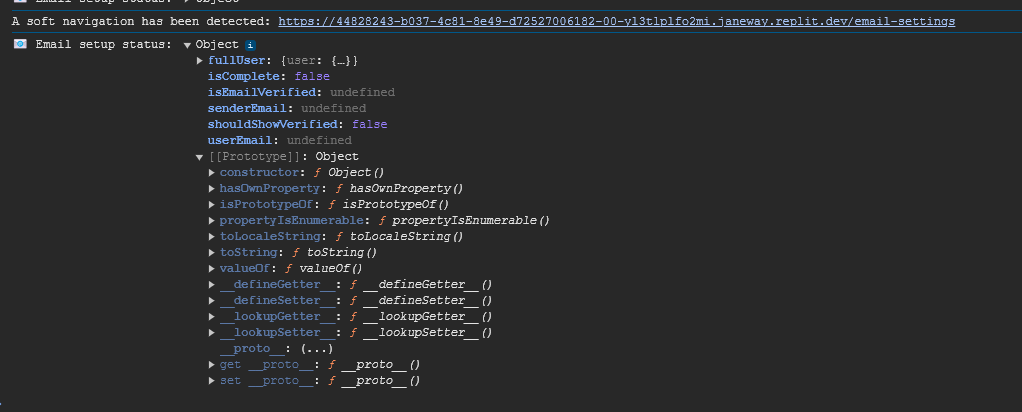 Email setup status: ▶ Object
A soft navigation has been detected: https://44828243-b037-4c81-8e49-d72527006182-00-yl3tlplfo2mi.janeway.replit.dev/email-settings
📧 Email setup status: ▼ Object i
▶ fullUser: {user: {…}}
isComplete: false
isEmailVerified: undefined
senderEmail: undefined
shouldShowVerified: false
userEmail: undefined
▼ [[Prototype]]: Object
▶ constructor: ƒ Object()
▶ hasOwnProperty: ƒ hasOwnProperty()
▶ isPrototypeOf: ƒ isPrototypeOf()
▶ propertyIsEnumerable: ƒ propertyIsEnumerable()
▶ toLocaleString: ƒ toLocaleString()
▶ toString: ƒ toString()
▶ valueOf: ƒ valueOf()
▶ __defineGetter__: ƒ __defineGetter__()
▶ __defineSetter__: ƒ __defineSetter__()
▶ __lookupGetter__: ƒ __lookupGetter__()
▶ __lookupSetter__: ƒ __lookupSetter__()
__proto__: (...)
▶ get __proto__: ƒ __proto__()
▶ set __proto__: ƒ __proto__()